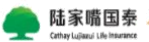 陆家嘴国泰
Cathay Lujiazui Life Insurance